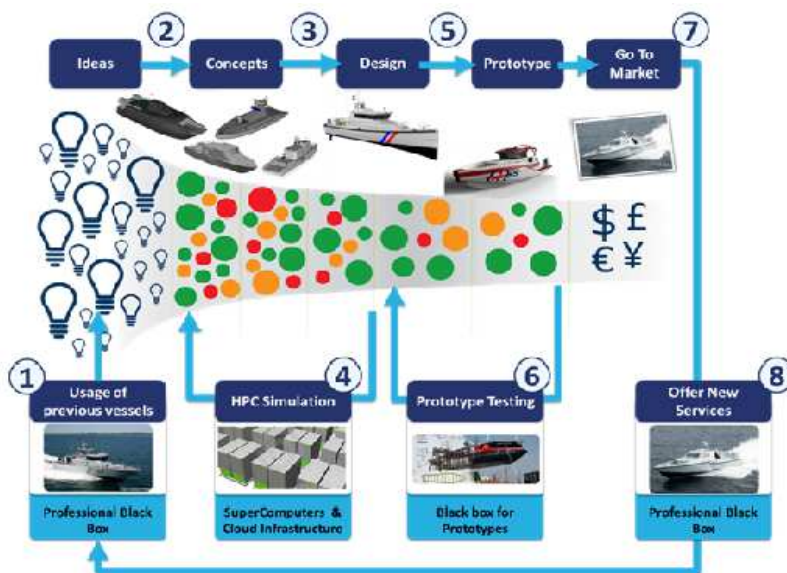 2
3
5
7
Ideas
Concepts
Design
Prototype
Go To
Market
$ £
€ ¥
1
4
6
8
Usage of
previous vessels
HPC Simulation
Prototype Testing
Offer New
Services
Professional Black
Box
SuperComputers &
Cloud Infrastructure
Black box for
Prototypes
Professional Black
Box